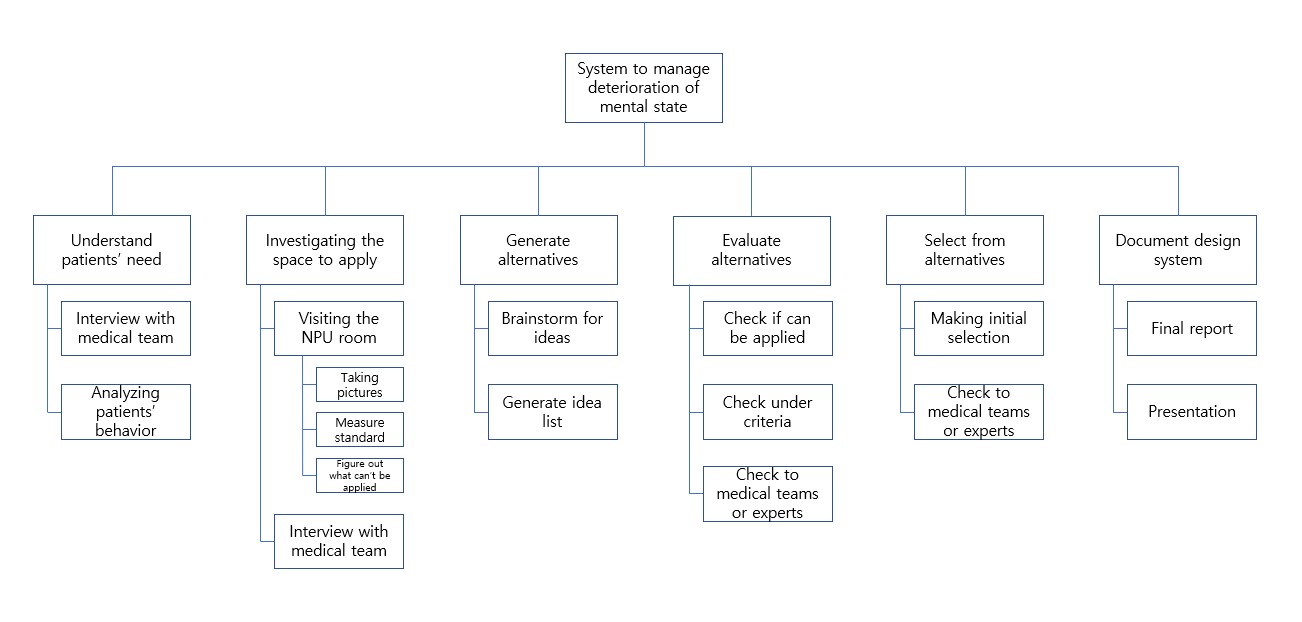 System to manage
deterioration of
mental state
Understand
patients’ need
Interview with
medical team
Analyzing
patients’
behavior
Investigating the
space to apply
Visiting the
NPU room
Taking
pictures
Measure
standard
Figure out
what can’t be
applied
Interview with
medical team
Generate
alternatives
Brainstorm for
ideas
Generate idea
list
Evaluate
alternatives
Check if can
be applied
Check under
criteria
Check to
medical teams
or experts
Select from
alternatives
Making initial
selection
Check to
medical teams
or experts
Document design
system
Final report
Presentation